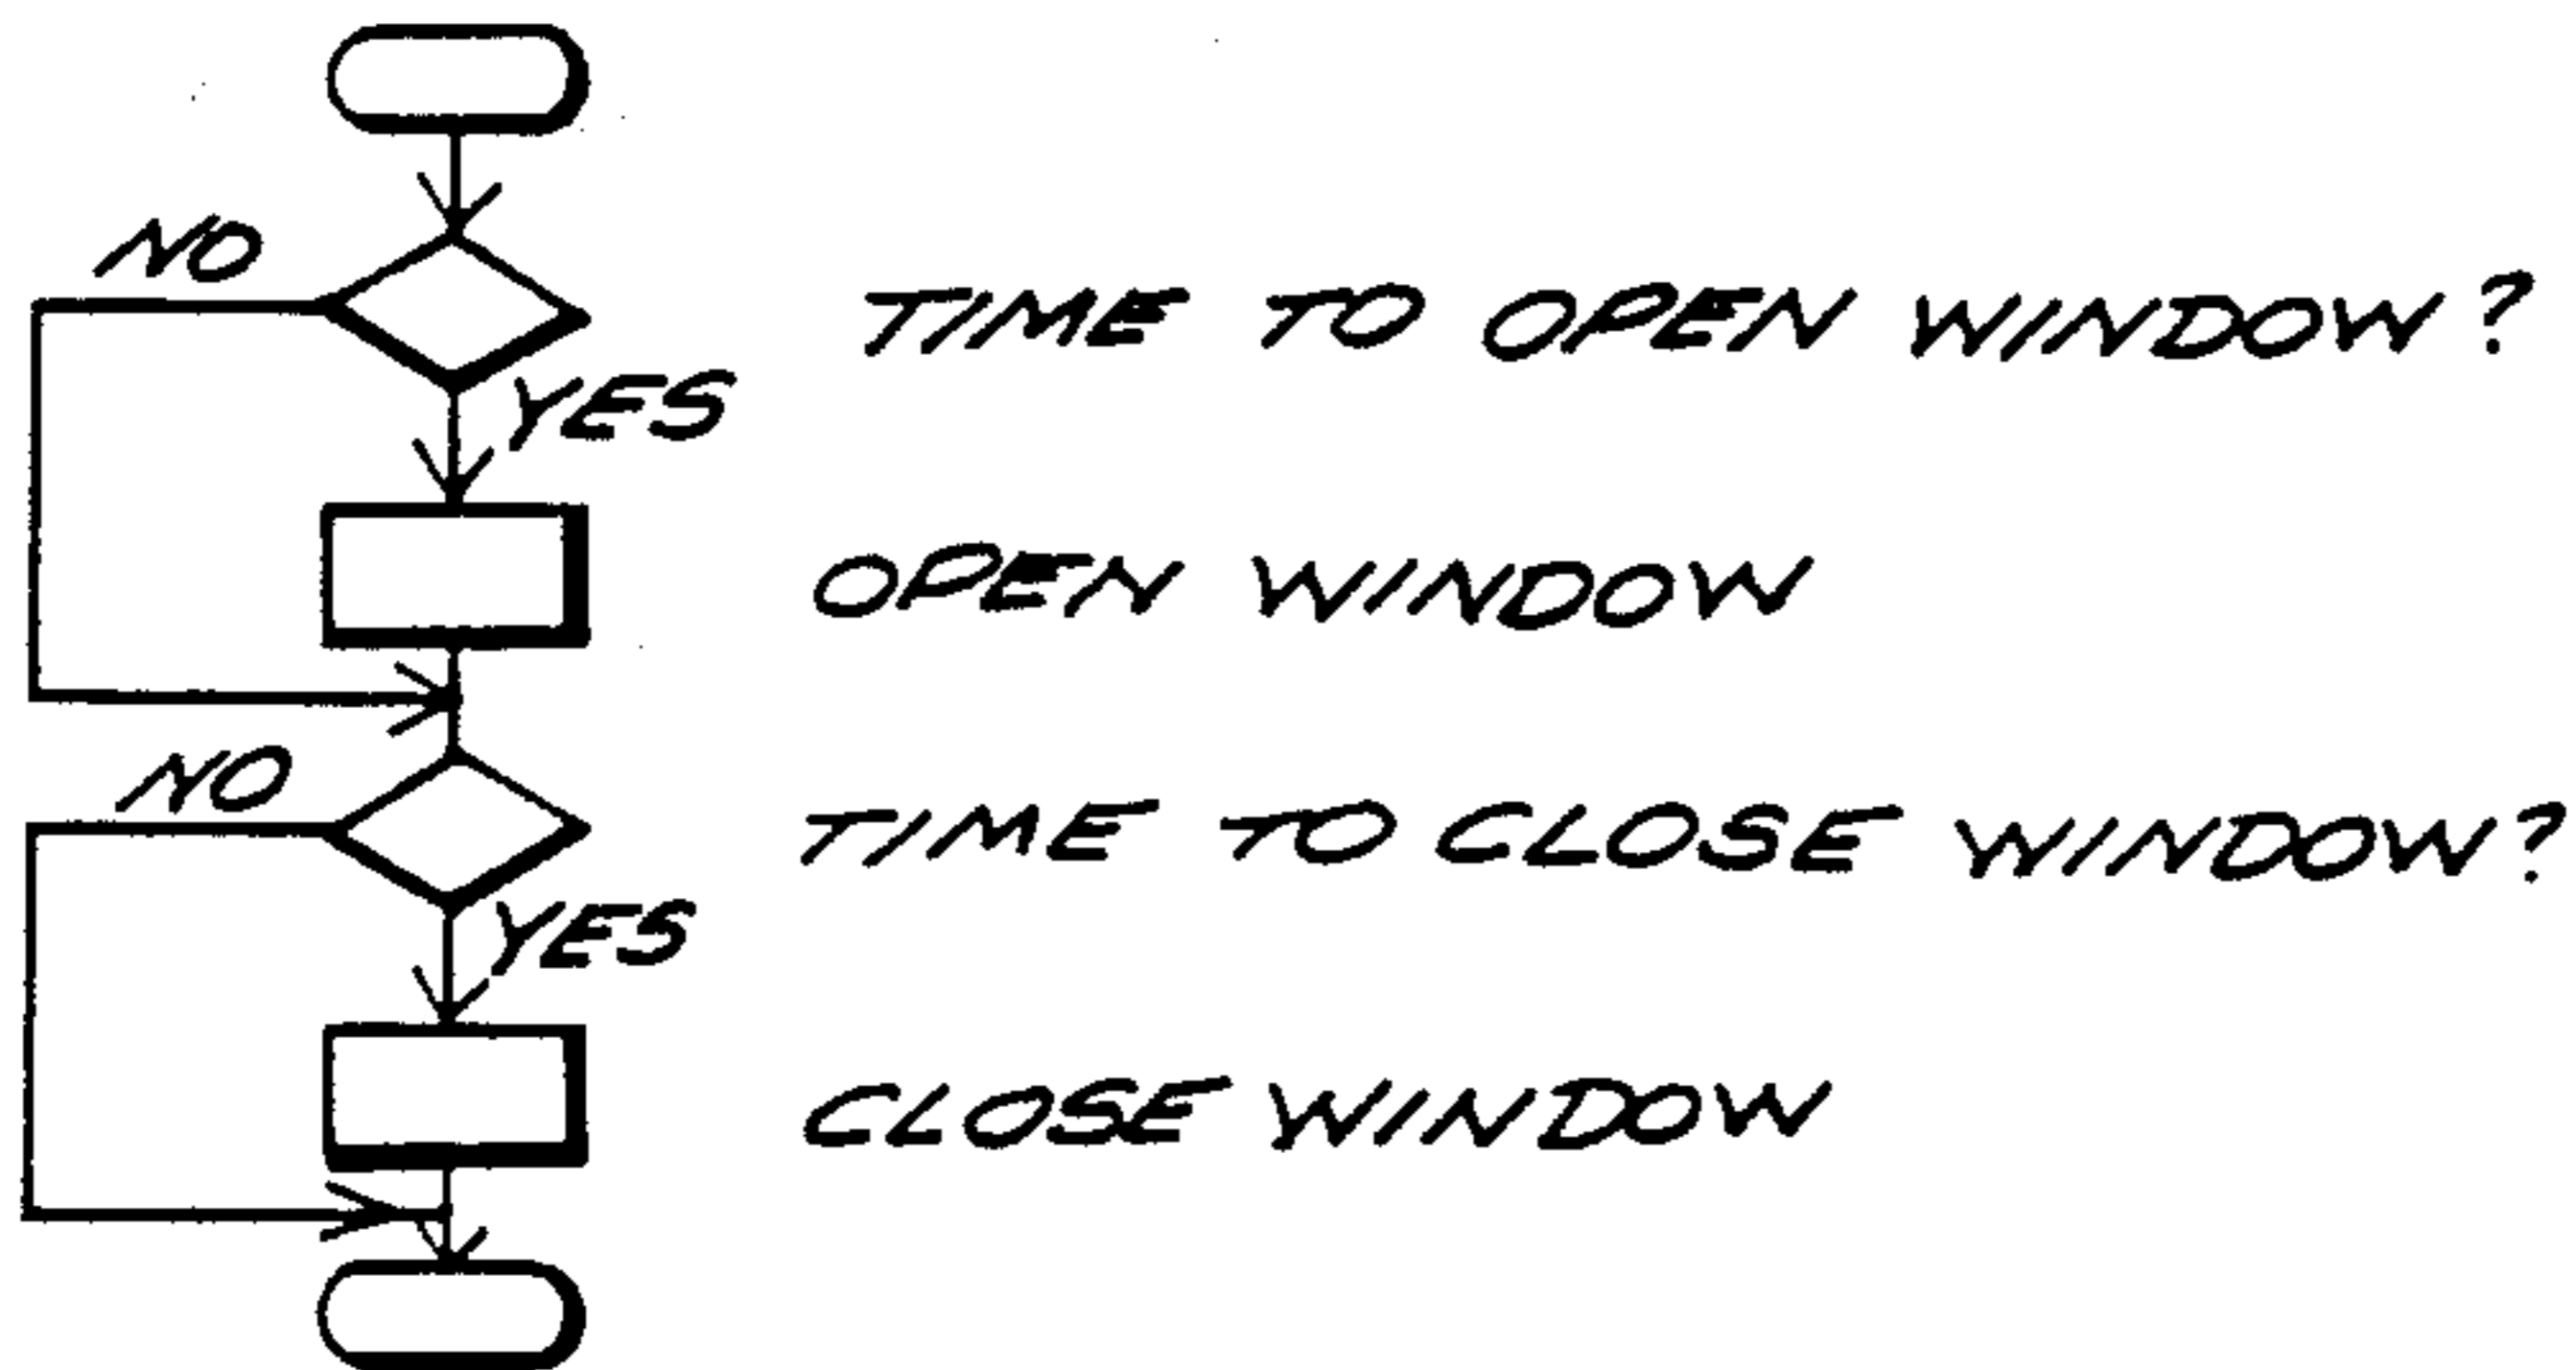 NO
TIME TO OPEN WINDOW?
YES
OPEN WINDOW
NO
TIME TO CLOSE WINDOW?
YES
CLOSE WINDOW